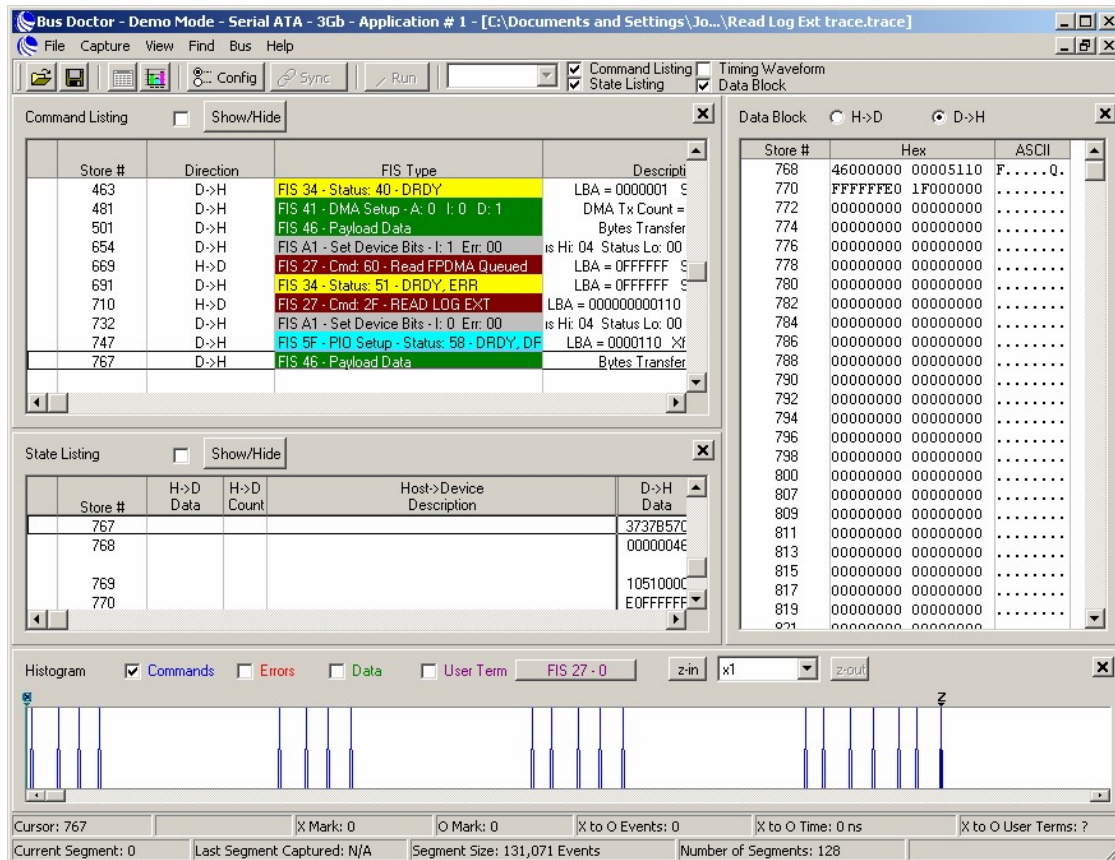 Bus Doctor - Demo Mode - Serial ATA - 3Gb - Application # 1 - [C:\Documents and Settings\Jo...\Read Log Ext trace.trace]
File Capture View Find Bus Help
Config Sync Run Command Listing Timing Waveform
State Listing Data Block
Command Listing Show/Hide
Store # Direction FIS Type Descripti
463 D->H FIS 34 - Status: 40 - DRDY LBA = 0000001 S
481 D->H FIS 41 - DMA Setup - A: 0 I: 0 D: 1 DMA Tx Count =
501 D->H FIS 46 - Payload Data Bytes Transfer
654 D->H FIS A1 - Set Device Bits - I: 1 Err: 00 is Hi: 04 Status Lo: 00
669 H->D FIS 27 - Cmd: 60 - Read FPDMA Queued LBA = 0FFFFFF S
691 D->H FIS 34 - Status: 51 - DRDY, ERR LBA = 0FFFFFF S
710 H->D FIS 27 - Cmd: 2F - READ LOG EXT LBA = 000000000110
732 D->H FIS A1 - Set Device Bits - I: 0 Err: 00 is Hi: 04 Status Lo: 00
747 D->H FIS 5F - PIO Setup - Status: 58 - DRDY, DF LBA = 0000110 Xf
767 D->H FIS 46 - Payload Data Bytes Transfer
State Listing Show/Hide
Store # H->D Data H->D Count Host->Device Description D->H Data
767 3737B57C
768 0000004E
769 1051000C
770 E0FFFFFF
Data Block H->D D->H
Store # Hex ASCII
768 46000000 00005110 F.....Q.
770 FFFFFFE0 1F000000 ........
772 00000000 00000000 ........
774 00000000 00000000 ........
776 00000000 00000000 ........
778 00000000 00000000 ........
780 00000000 00000000 ........
782 00000000 00000000 ........
784 00000000 00000000 ........
786 00000000 00000000 ........
788 00000000 00000000 ........
790 00000000 00000000 ........
792 00000000 00000000 ........
794 00000000 00000000 ........
796 00000000 00000000 ........
798 00000000 00000000 ........
800 00000000 00000000 ........
807 00000000 00000000 ........
809 00000000 00000000 ........
811 00000000 00000000 ........
813 00000000 00000000 ........
815 00000000 00000000 ........
817 00000000 00000000 ........
819 00000000 00000000 ........
821 00000000 00000000 ........
Histogram Commands Errors Data User Term FIS 27 - 0 z-in x1 z-out
Z
Cursor: 767 X Mark: 0 O Mark: 0 X to O Events: 0 X to O Time: 0 ns X to O User Terms: ?
Current Segment: 0 Last Segment Captured: N/A Segment Size: 131,071 Events Number of Segments: 128